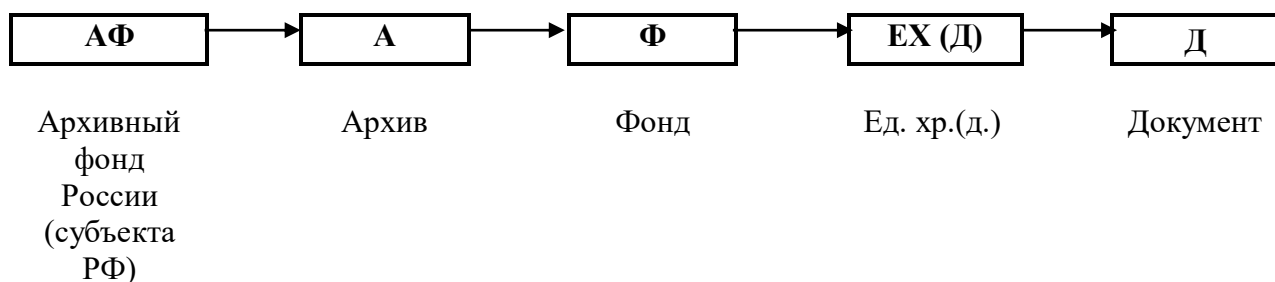 АФ А Ф ЕХ (Д) Д
Архивный Архив Фонд Ед. хр.(д.) Документ
фонд
России
(субъекта
РФ)